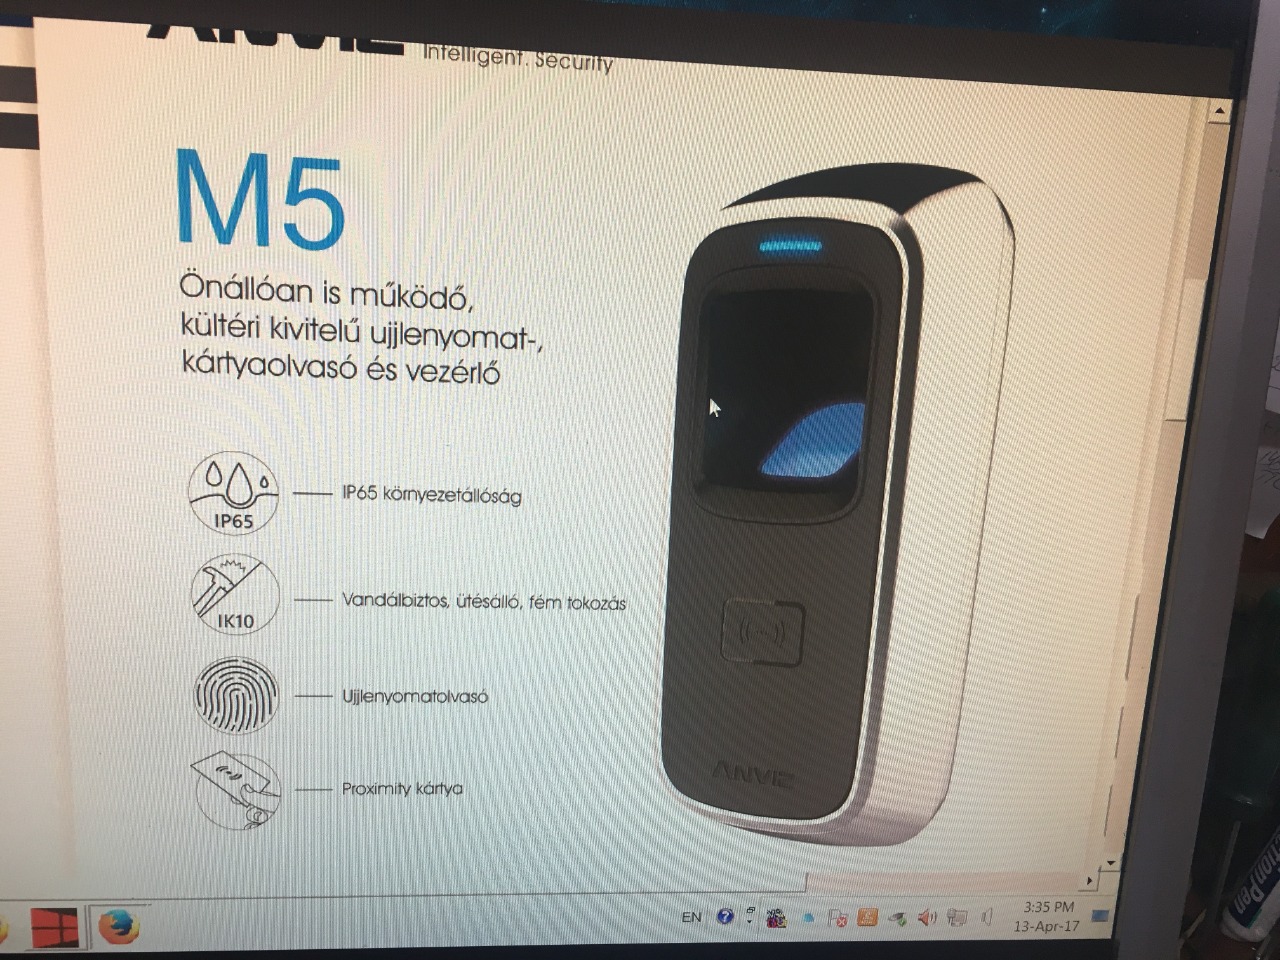 ANVIZ
Intelligent. Security
M5
Önállóan is működő,
kültéri kivitelű ujjlenyomat-,
kártyaolvasó és vezérlő
IP65
IP65 környezetállóság
IK10
Vandálbiztos, ütésálló, fém tokozás
Ujjlenyomatolvasó
Proximity kártya
ANVIZ
EN
3:35 PM
13-Apr-17